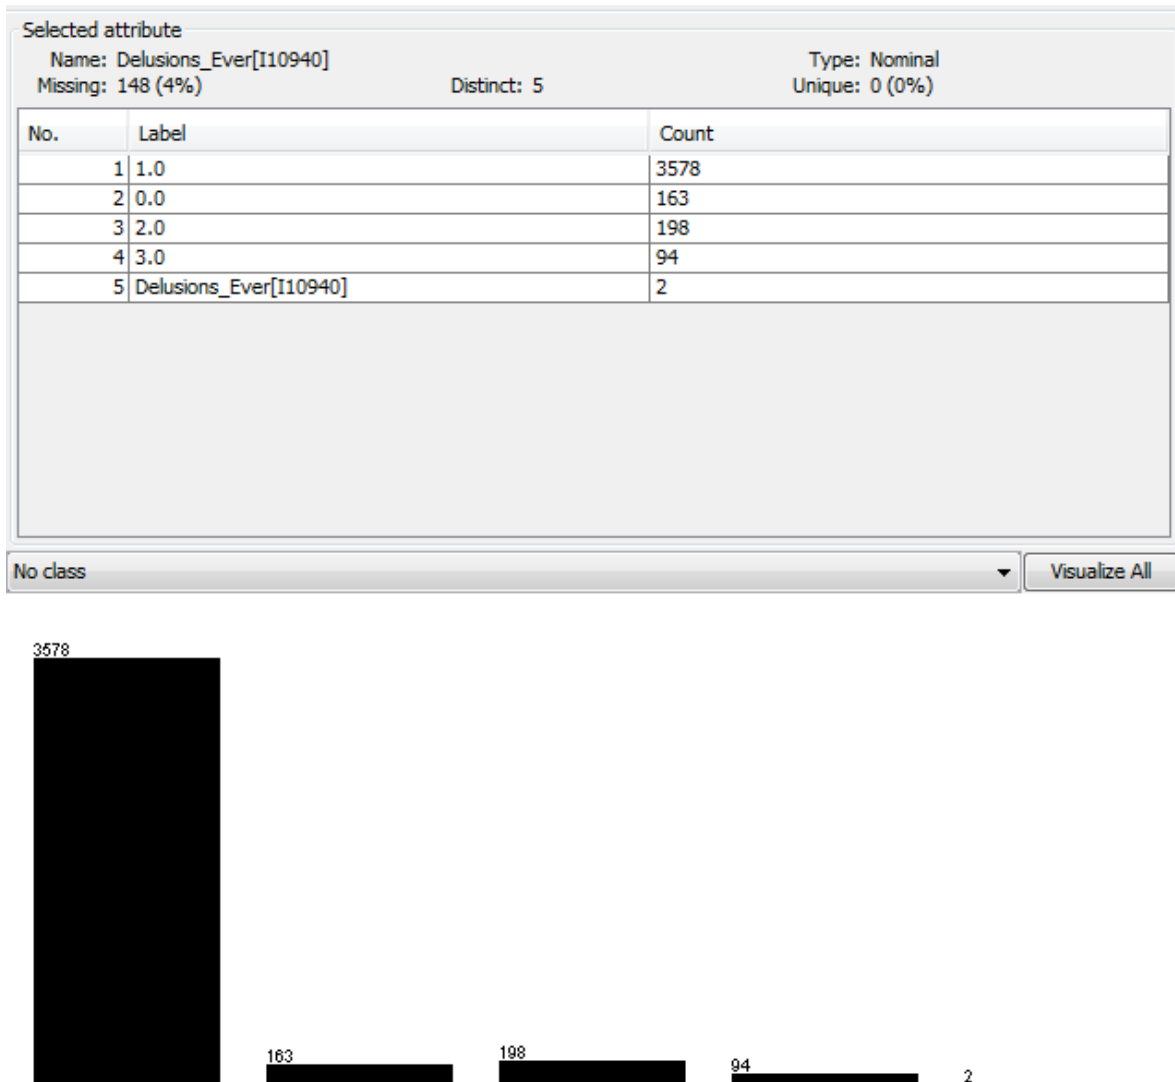 Selected attribute
Name: Delusions_Ever[I10940] Type: Nominal
Missing: 148 (4%) Distinct: 5 Unique: 0 (0%)
No. Label Count
1 1.0 3578
2 0.0 163
3 2.0 198
4 3.0 94
5 Delusions_Ever[I10940] 2
No class Visualize All
3578
163 198 94 2